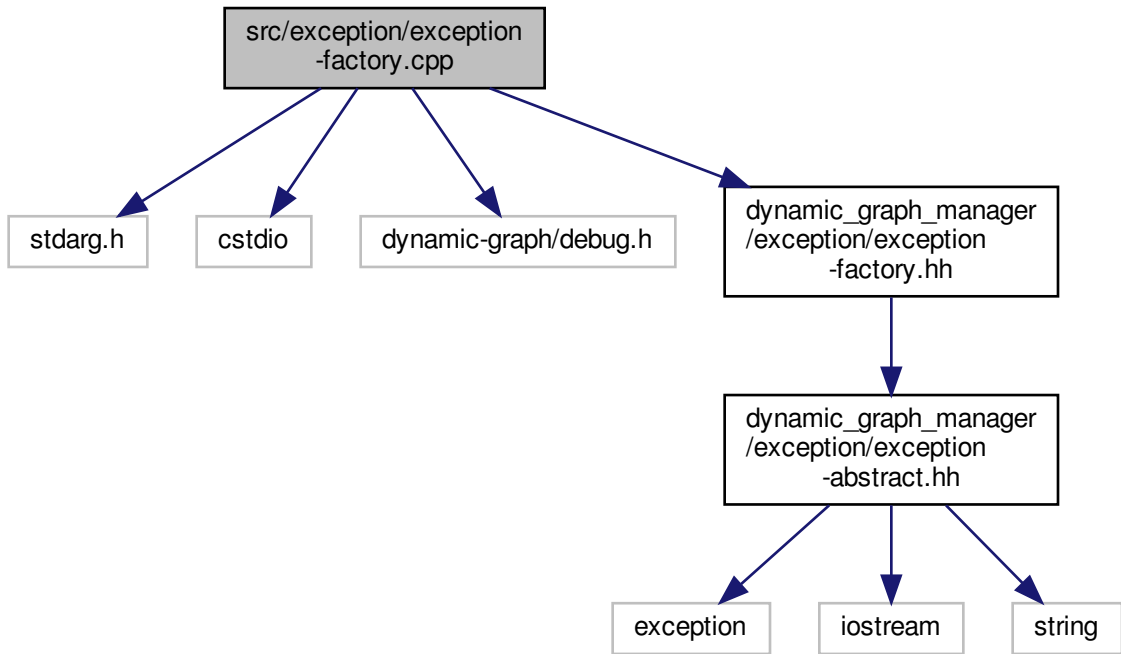 src/exception/exception
-factory.cpp
stdarg.h
cstdio
dynamic-graph/debug.h
dynamic_graph_manager
/exception/exception
-factory.hh
dynamic_graph_manager
/exception/exception
-abstract.hh
exception
iostream
string